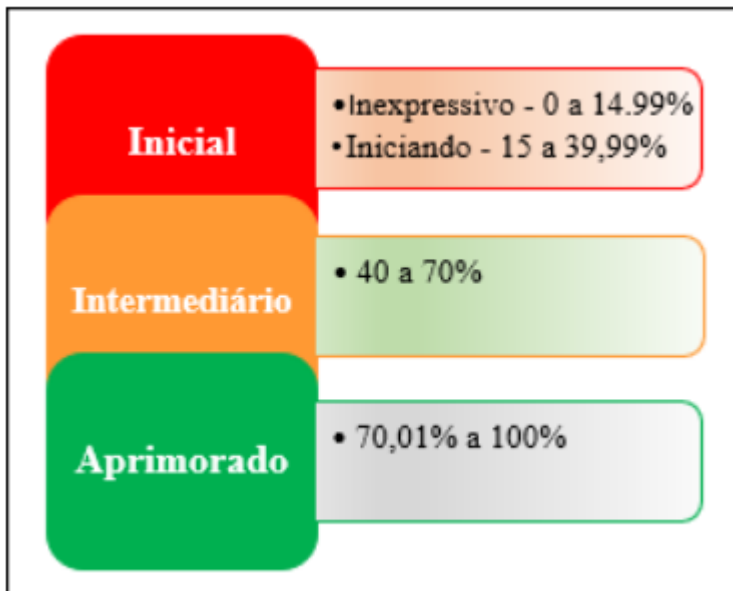 Inicial
•Inexpressivo - 0 a 14.99%
•Iniciando - 15 a 39,99%
Intermediário
• 40 a 70%
Aprimorado
• 70,01% a 100%